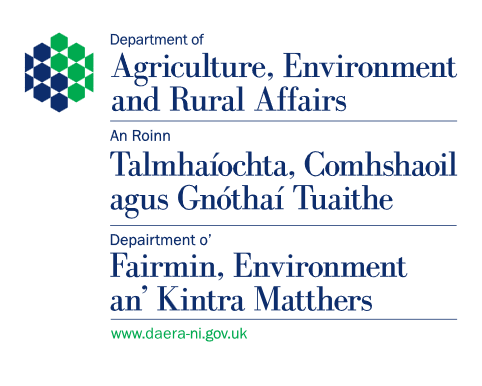 Department of
Agriculture, Environment
and Rural Affairs
An Roinn
Talmhaíochta, Comhshaoil
agus Gnóthaí Tuaithe
Depairtment o'
Fairmin, Environment
an' Kintra Matthers
www.daera-ni.gov.uk